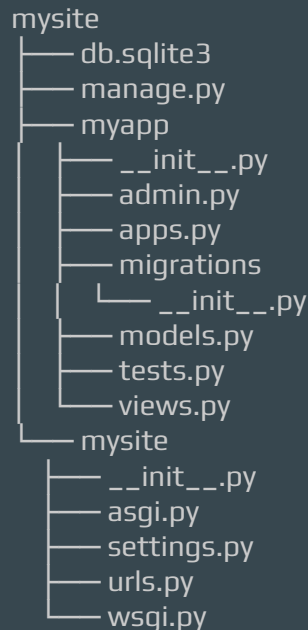 mysite
├── db.sqlite3
├── manage.py
├── myapp
│   ├── __init__.py
│   ├── admin.py
│   ├── apps.py
│   ├── migrations
│   │   └── __init__.py
│   ├── models.py
│   ├── tests.py
│   └── views.py
└── mysite
    ├── __init__.py
    ├── asgi.py
    ├── settings.py
    ├── urls.py
    └── wsgi.py